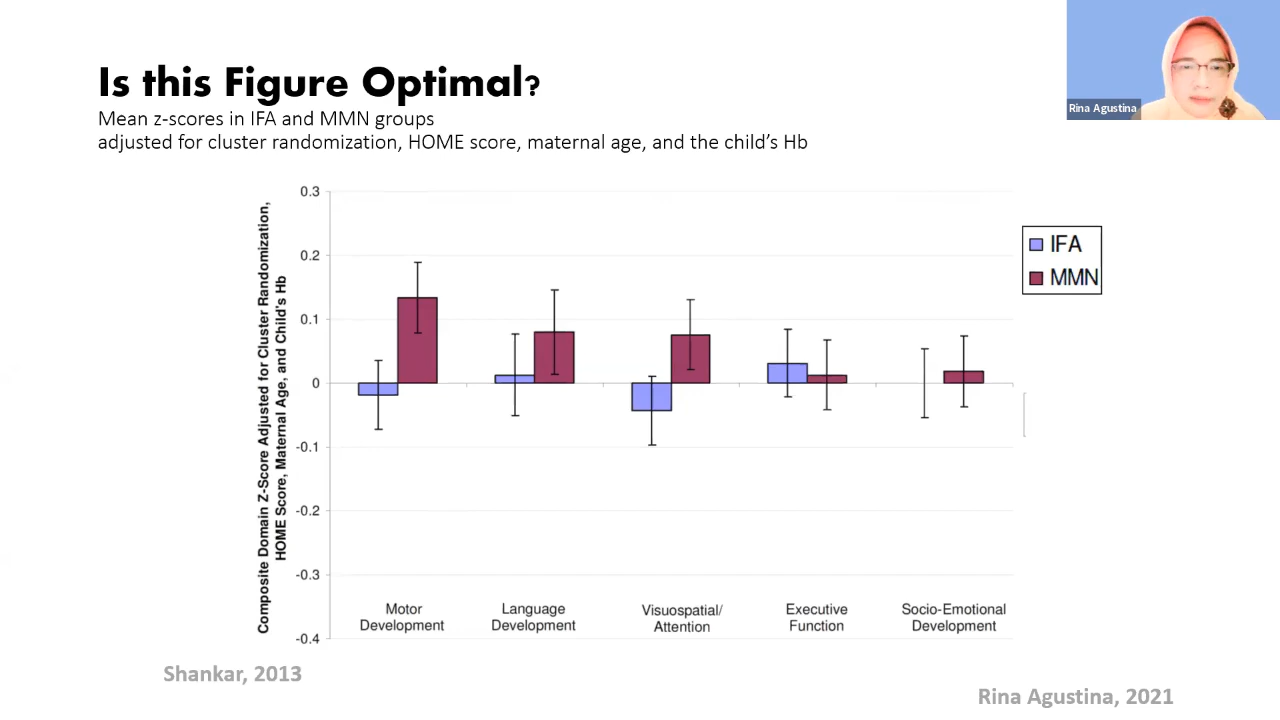 Is this Figure Optimal?
Mean z-scores in IFA and MMN groups
adjusted for cluster randomization, HOME score, maternal age, and the child's Hb
Rina Agustina
Composite Domain Z-Score Adjusted for Cluster Randomization,
HOME Score, Maternal Age, and Child's Hb
0.3
0.2
0.1
0
-0.1
-0.2
-0.3
-0.4
Motor
Development
Language
Development
Visuospatial/
Attention
Executive
Function
Socio-Emotional
Development
IFA
MMN
Shankar, 2013
Rina Agustina, 2021